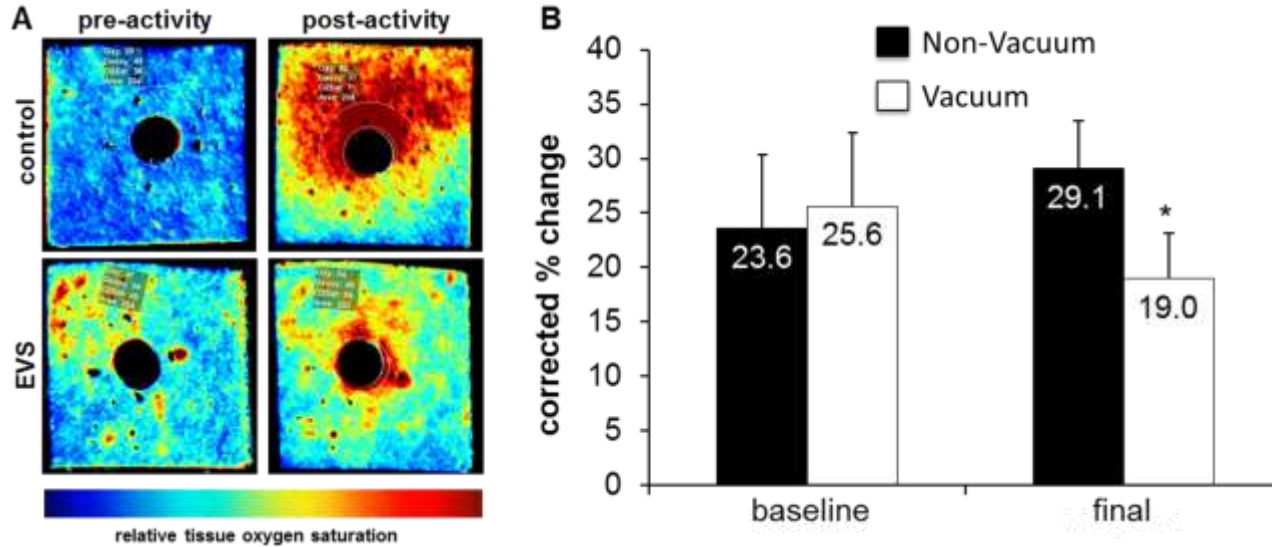 A
pre-activity
post-activity
control
EVS
relative tissue oxygen saturation
B
Non-Vacuum
Vacuum
corrected % change
40
35
30
25
20
15
10
5
0
23.6
25.6
29.1
*
19.0
baseline
final